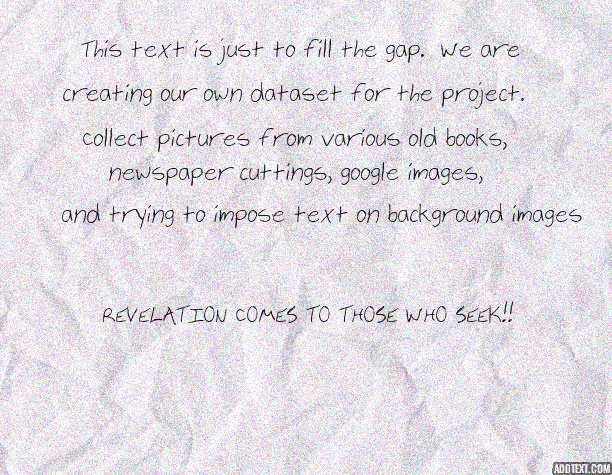 This text is just to fill the gap. We are
creating our own dataset for the project.
collect pictures from various old books,
newspaper cuttings, google images,
and trying to impose text on background images
REVELATION COMES TO THOSE WHO SEEK!!
ADDTEXT.COM